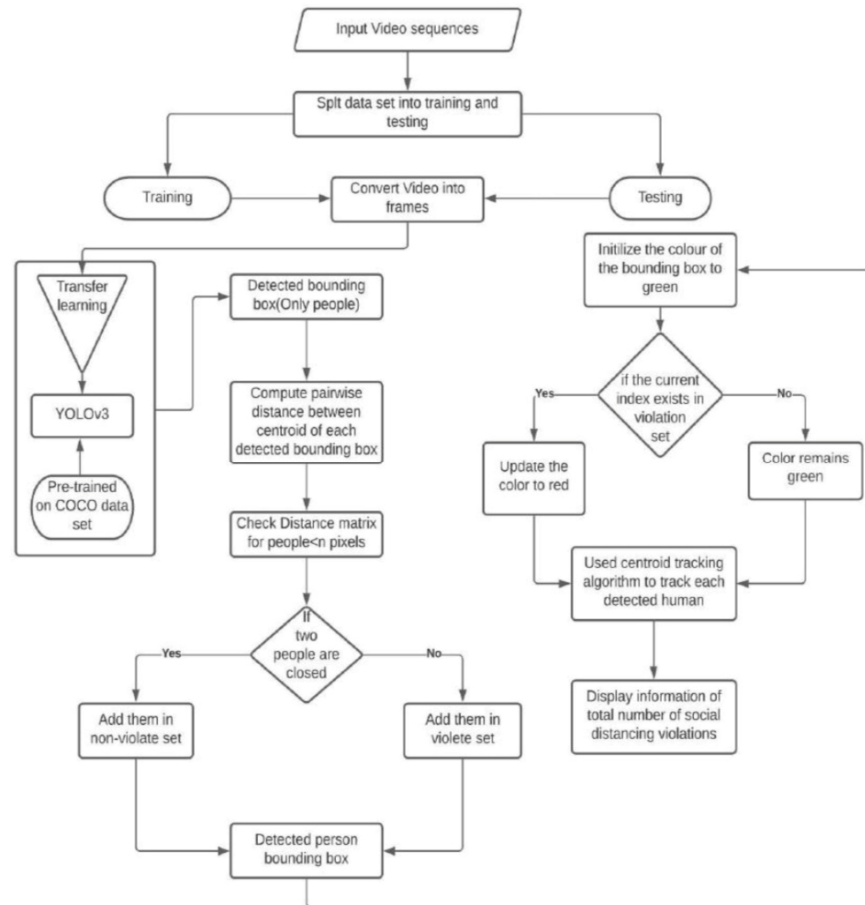 Input Video sequences
Splt data set into training and
testing
Training
Convert Video into
frames
Testing
Transfer
learning
YOLOv3
Pre-trained
on COCO data
set
Detected bounding
box(Only people)
Compute pairwise
distance between
centroid of each
detected bounding box
Check Distance matrix
for people<n pixels
If
two
people are
closed
Yes
No
Add them in
non-violate set
Add them in
violete set
Detected person
bounding box
Initilize the colour of
the bounding box to
green
if the current
index exists in
violation
set
Yes
No
Update the
color to red
Color remains
green
Used centroid tracking
algorithm to track each
detected human
Display information of
total number of social
distancing violations